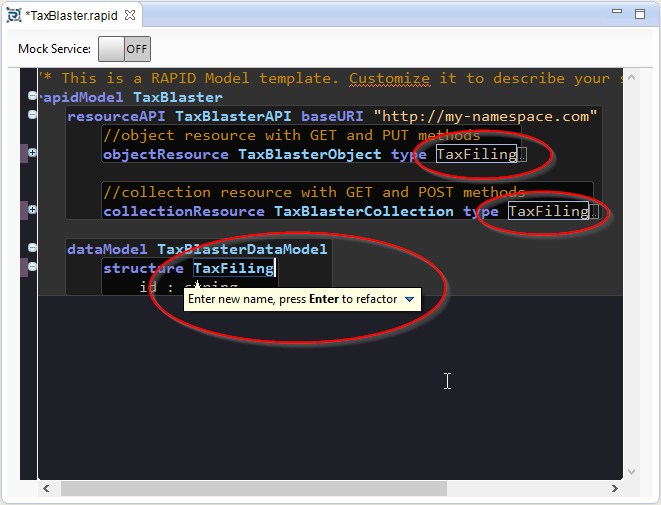 *TaxBlaster.rapid
Mock Service: OFF
/* This is a RAPID Model template. Customize it to describe your s
rapidModel TaxBlaster
resourceAPI TaxBlasterAPI baseURI "http://my-namespace.com"
//object resource with GET and PUT methods
objectResource TaxBlasterObject type TaxFiling
//collection resource with GET and POST methods
collectionResource TaxBlasterCollection type TaxFiling
dataModel TaxBlasterDataModel
structure TaxFiling
id : string
Enter new name, press Enter to refactor